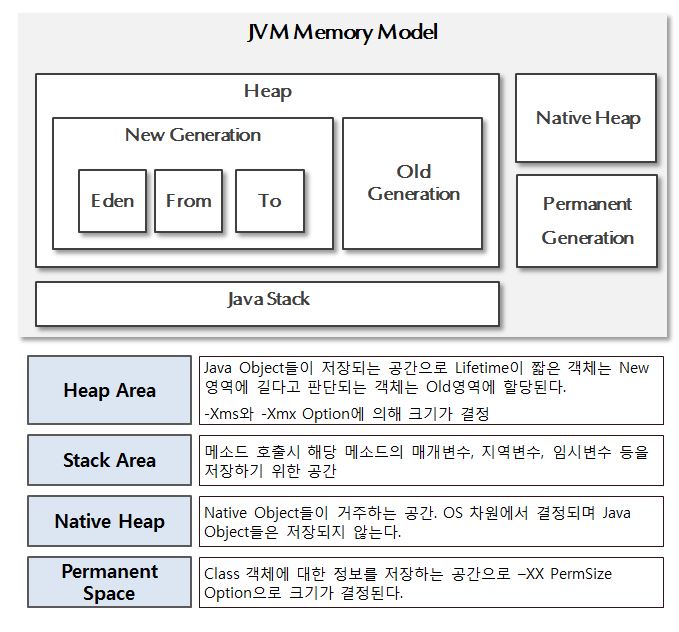 JVM Memory Model
Heap
New Generation
Eden
From
To
Old
Generation
Native Heap
Permanent
Generation
Java Stack
Heap Area
Java Object들이 저장되는 공간으로 Lifetime이 짧은 객체는 New
영역에 길다고 판단되는 객체는 Old영역에 할당된다.
-Xms와 -Xmx Option에 의해 크기가 결정
Stack Area
메소드 호출시 해당 메소드의 매개변수, 지역변수, 임시변수 등을
저장하기 위한 공간
Native Heap
Native Object들이 거주하는 공간. OS 차원에서 결정되며 Java
Object들은 저장되지 않는다.
Permanent
Space
Class 객체에 대한 정보를 저장하는 공간으로 –XX PermSize
Option으로 크기가 결정된다.